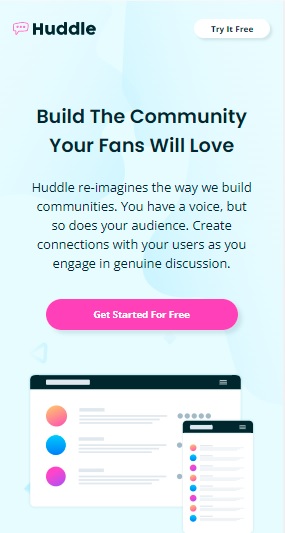 Huddle
Try It Free
Build The Community
Your Fans Will Love
Huddle re-imagines the way we build
communities. You have a voice, but
so does your audience. Create
connections with your users as you
engage in genuine discussion.
Get Started For Free